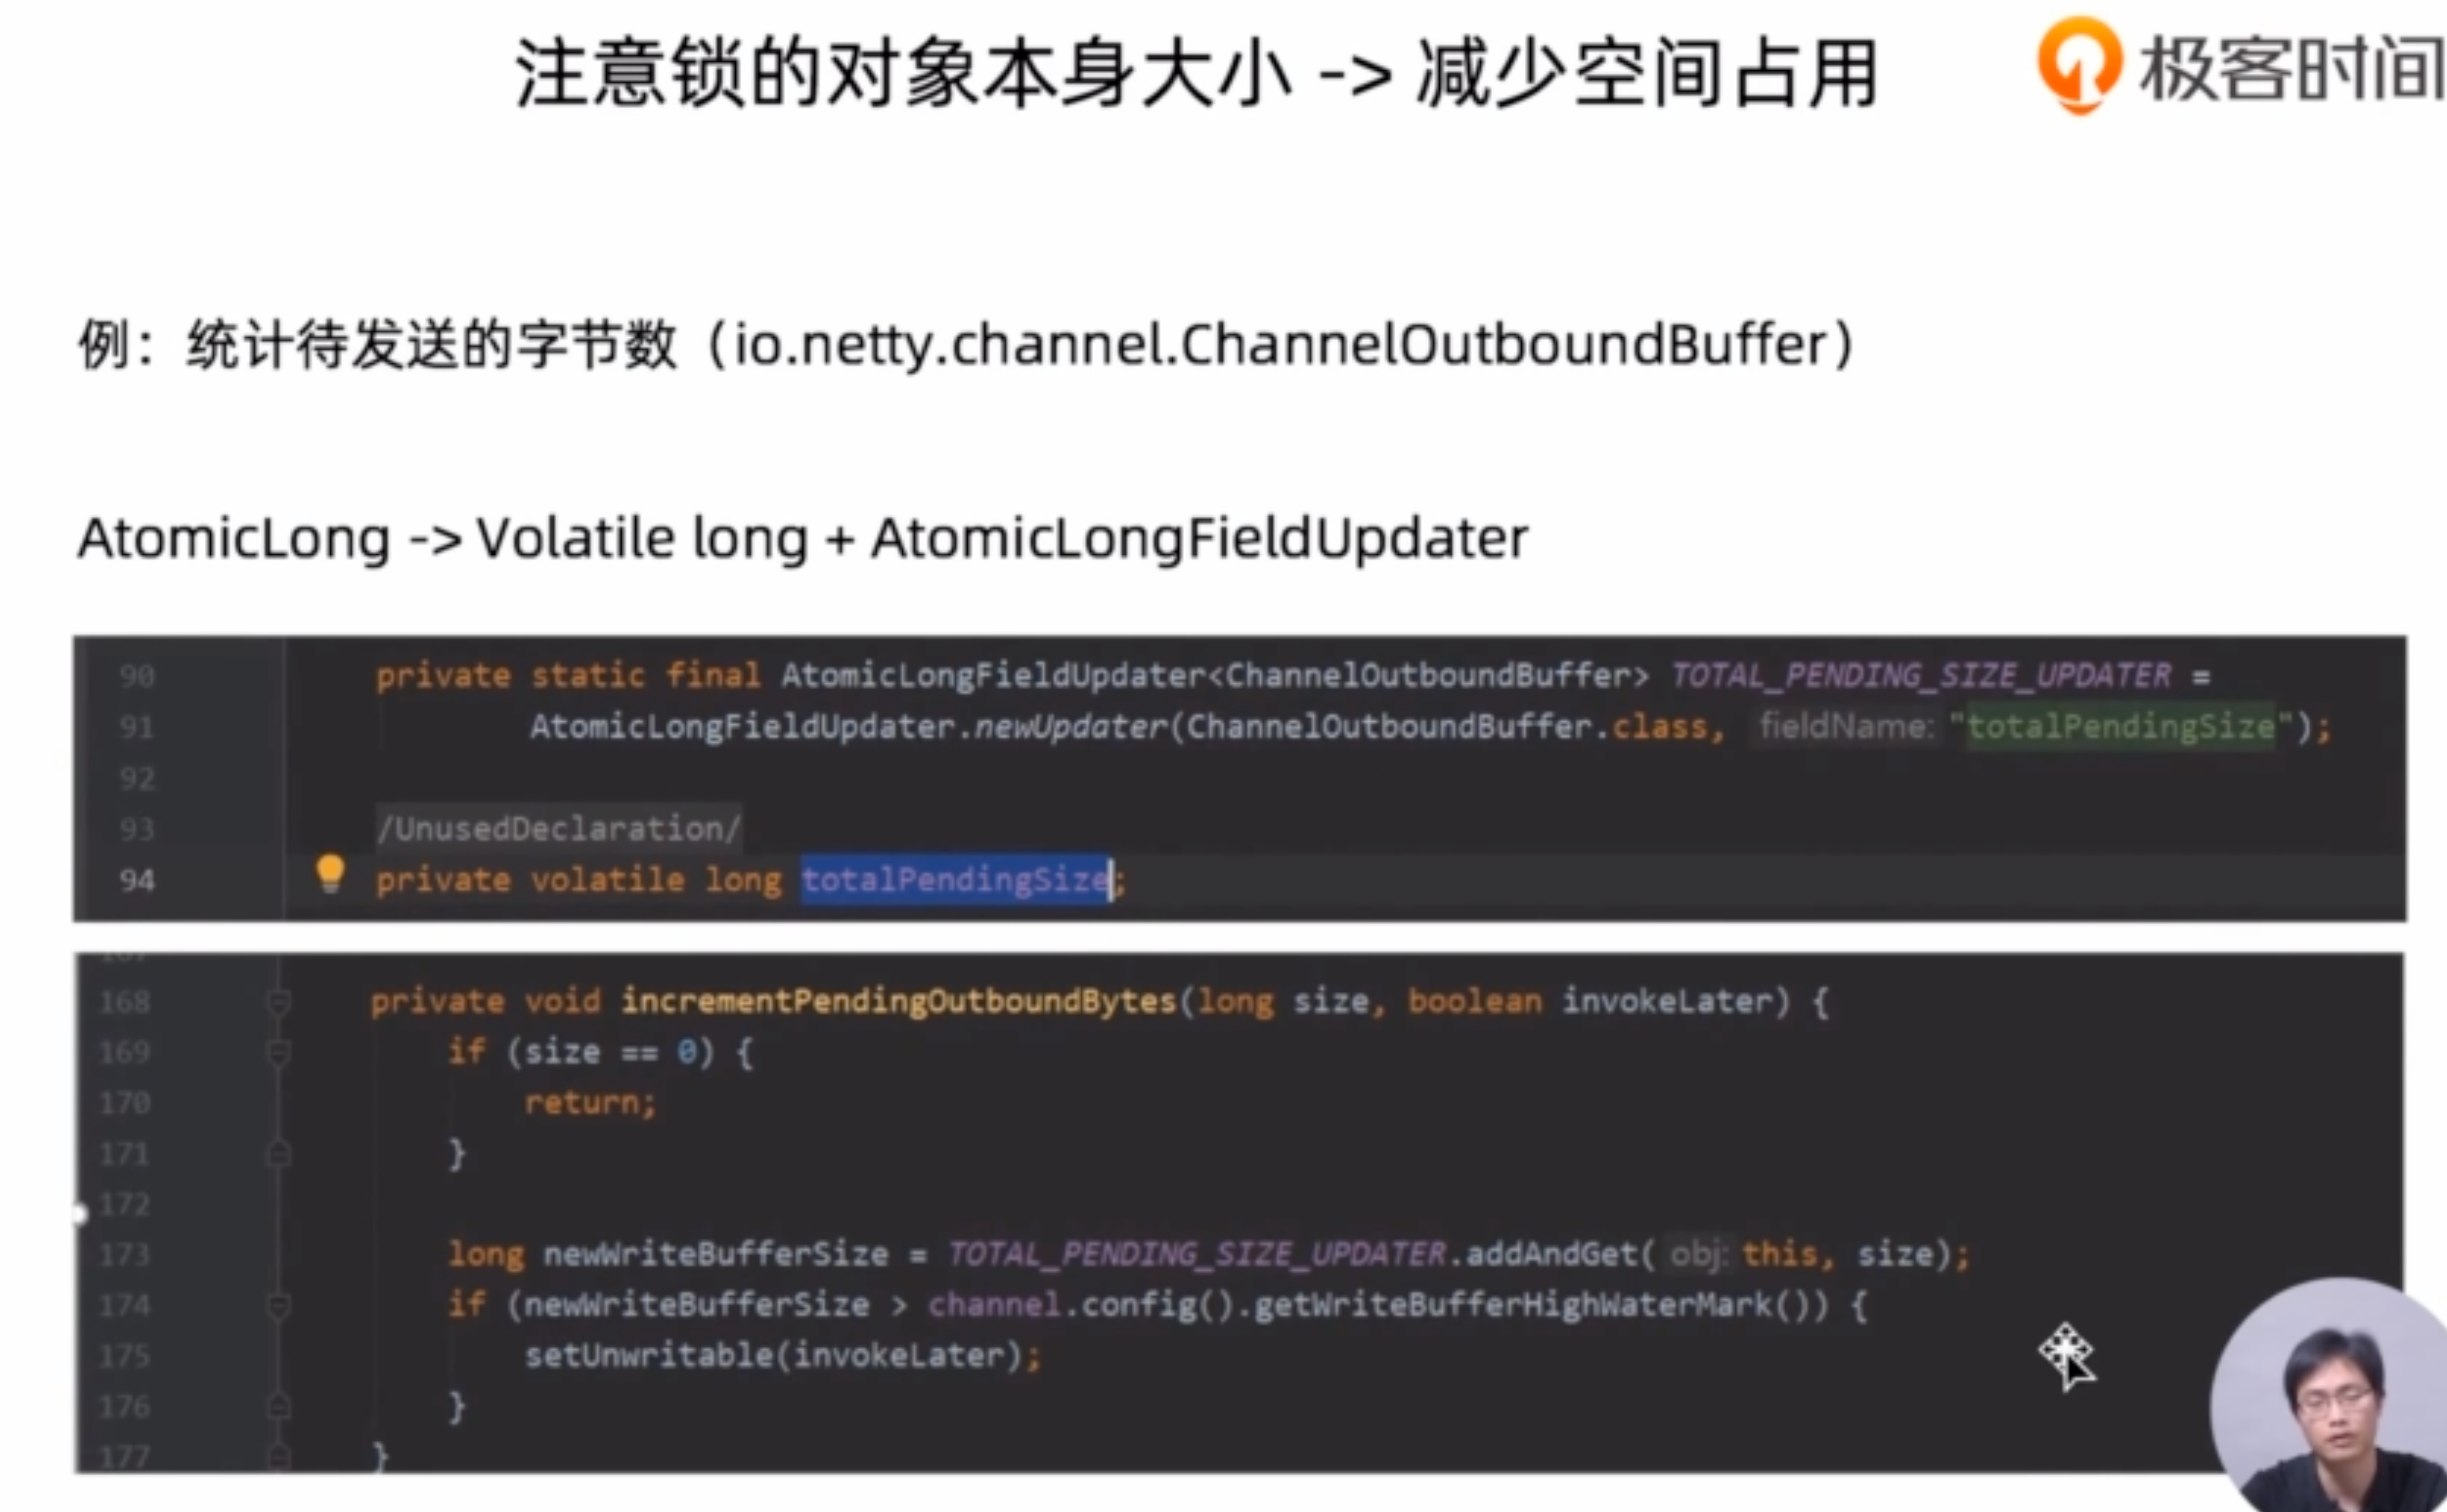 注意锁的对象本身大小 -> 减少空间占用
极客时间
例：统计待发送的字节数（io.netty.channel.ChannelOutboundBuffer）
AtomicLong -> Volatile long + AtomicLongFieldUpdater
90 private static final AtomicLongFieldUpdater<ChannelOutboundBuffer> TOTAL_PENDING_SIZE_UPDATER =
91 AtomicLongFieldUpdater.newUpdater(ChannelOutboundBuffer.class, fieldName: "totalPendingSize");
92
93 /UnusedDeclaration/
94 private volatile long totalPendingSize;
168 private void incrementPendingOutboundBytes(long size, boolean invokeLater) {
169 if (size == 0) {
170 return;
171 }
172
173 long newWriteBufferSize = TOTAL_PENDING_SIZE_UPDATER.addAndGet( obj: this, size);
174 if (newWriteBufferSize > channel.config().getWriteBufferHighWaterMark()) {
175 setUnwritable(invokeLater);
176 }
177 }